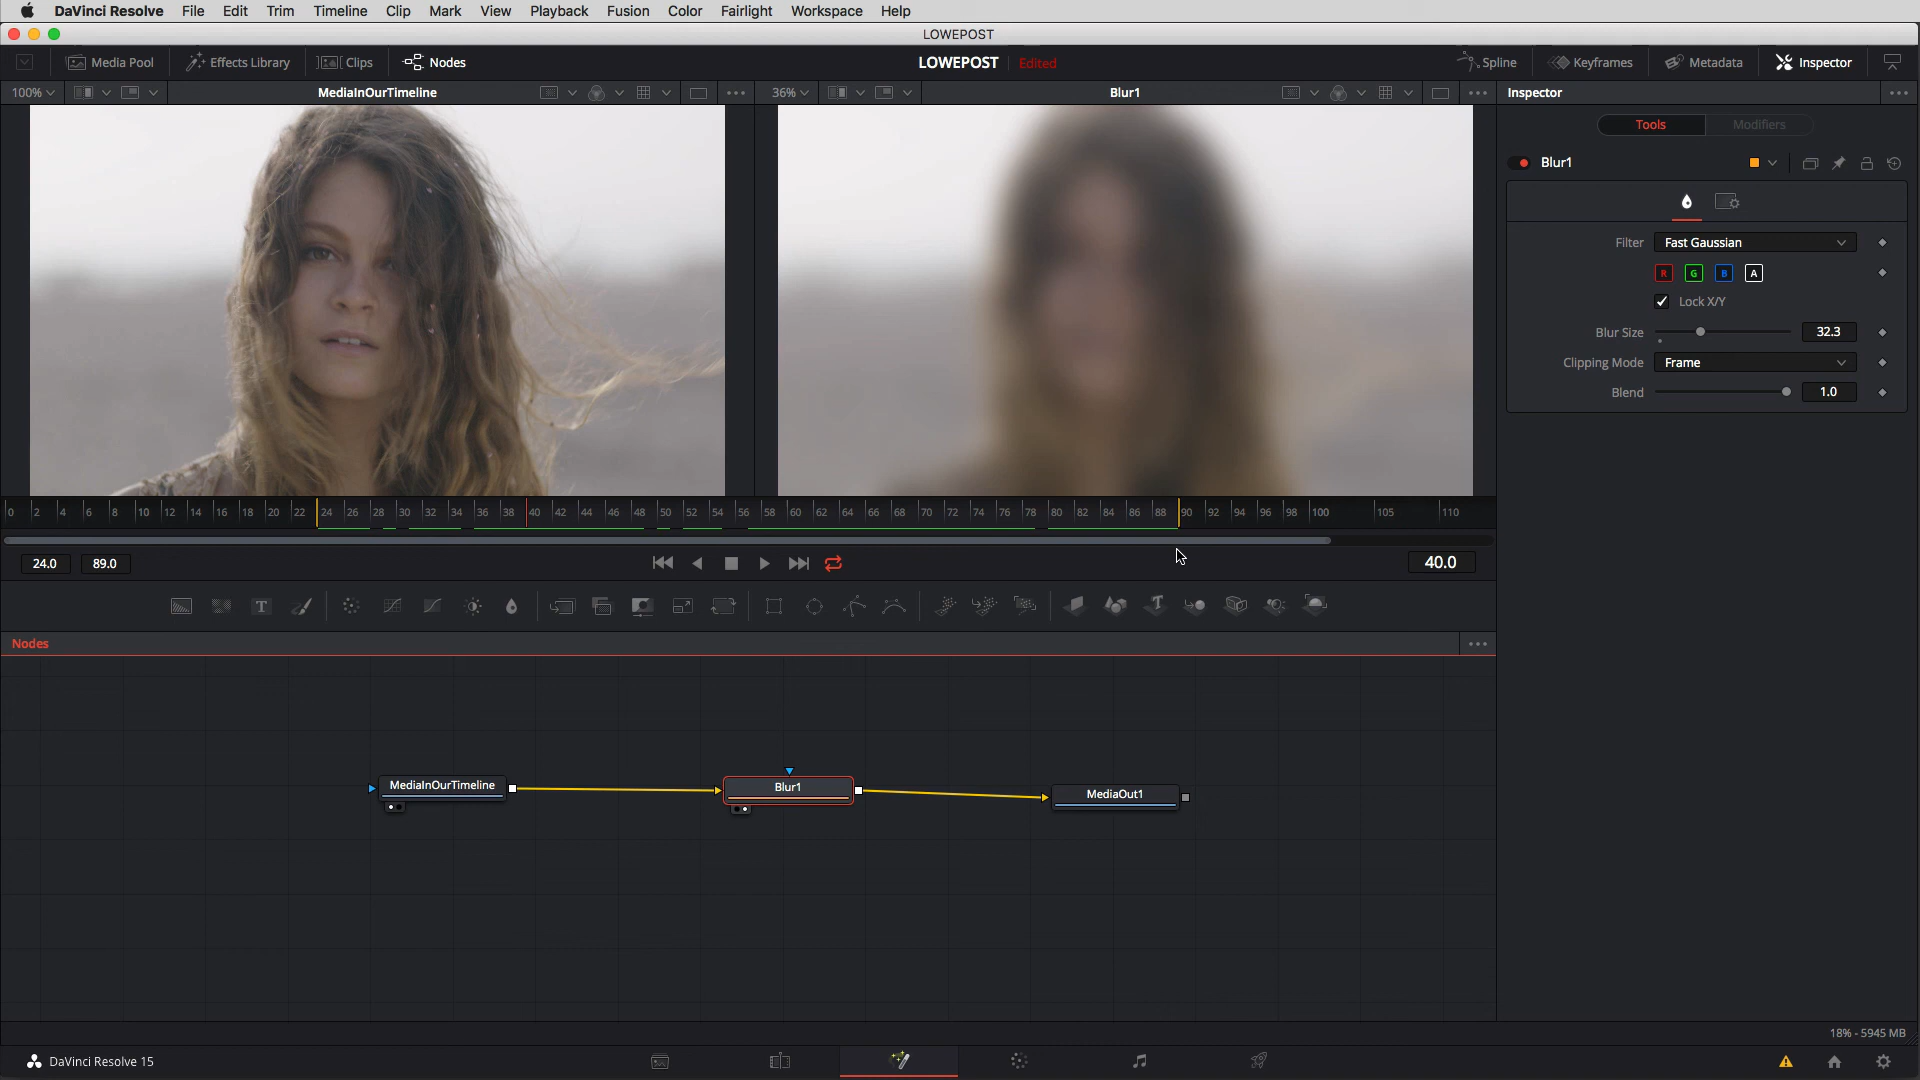 DaVinci Resolve File Edit Trim Timeline Clip Mark View Playback Fusion Color Fairlight Workspace Help
LOWEPOST
Media Pool Effects Library Clips Nodes LOWEPOST Edited Spline Keyframes Metadata Inspector
100% MediaInOurTimeline 36% Blur1 Inspector
Tools Modifiers
Blur1
Filter Fast Gaussian
R G B A
Lock X/Y
Blur Size 32.3
Clipping Mode Frame
Blend 1.0
0 2 4 6 8 10 12 14 16 18 20 22 24 26 28 30 32 34 36 38 40 42 44 46 48 50 52 54 56 58 60 62 64 66 68 70 72 74 76 78 80 82 84 86 88 90 92 94 96 98 100 105 110
24.0 89.0 40.0
T T
Nodes
MediaInOurTimeline Blur1 MediaOut1
18% - 5945 MB
DaVinci Resolve 15